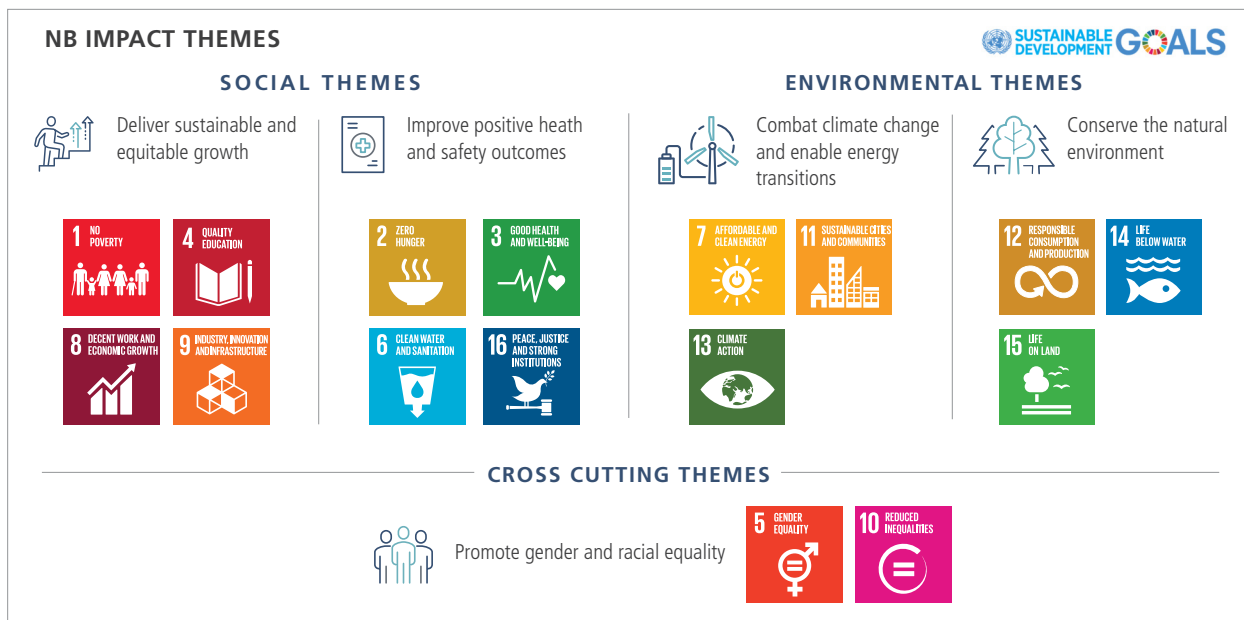 NB IMPACT THEMES
SUSTAINABLE
DEVELOPMENT
GOALS
SOCIAL THEMES
Deliver sustainable and
equitable growth
1 NO
POVERTY
4 QUALITY
EDUCATION
8 DECENT WORK AND
ECONOMIC GROWTH
9 INDUSTRY, INNOVATION
AND INFRASTRUCTURE
Improve positive heath
and safety outcomes
2 ZERO
HUNGER
3 GOOD HEALTH
AND WELL-BEING
6 CLEAN WATER
AND SANITATION
16 PEACE, JUSTICE
AND STRONG
INSTITUTIONS
ENVIRONMENTAL THEMES
Combat climate change
and enable energy
transitions
7 AFFORDABLE AND
CLEAN ENERGY
11 SUSTAINABLE CITIES
AND COMMUNITIES
13 CLIMATE
ACTION
Conserve the natural
environment
12 RESPONSIBLE
CONSUMPTION
AND PRODUCTION
14 LIFE
BELOW WATER
15 LIFE
ON LAND
CROSS CUTTING THEMES
Promote gender and racial equality
5 GENDER
EQUALITY
10 REDUCED
INEQUALITIES